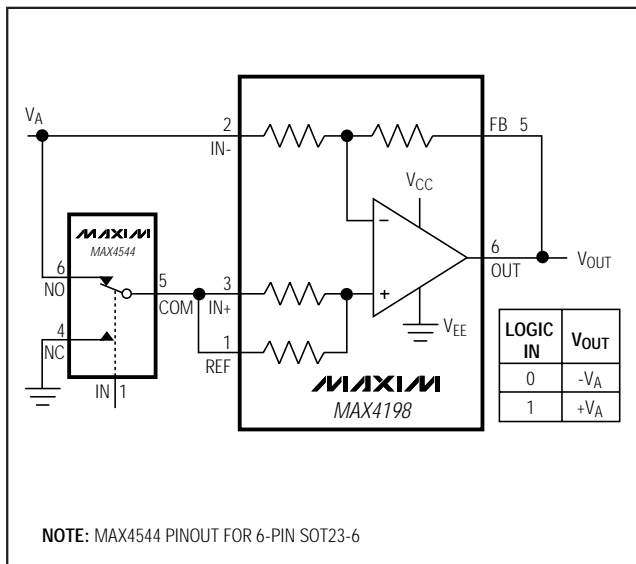 VA
2
IN-
FB 5
VCC
MAXIM
MAX4544
6
NO
5
COM
3
IN+
1
REF
4
NC
IN 1
−
+
6
OUT
VOUT
VEE
MAXIM
MAX4198
LOGIC IN VOUT
0 -VA
1 +VA
NOTE: MAX4544 PINOUT FOR 6-PIN SOT23-6